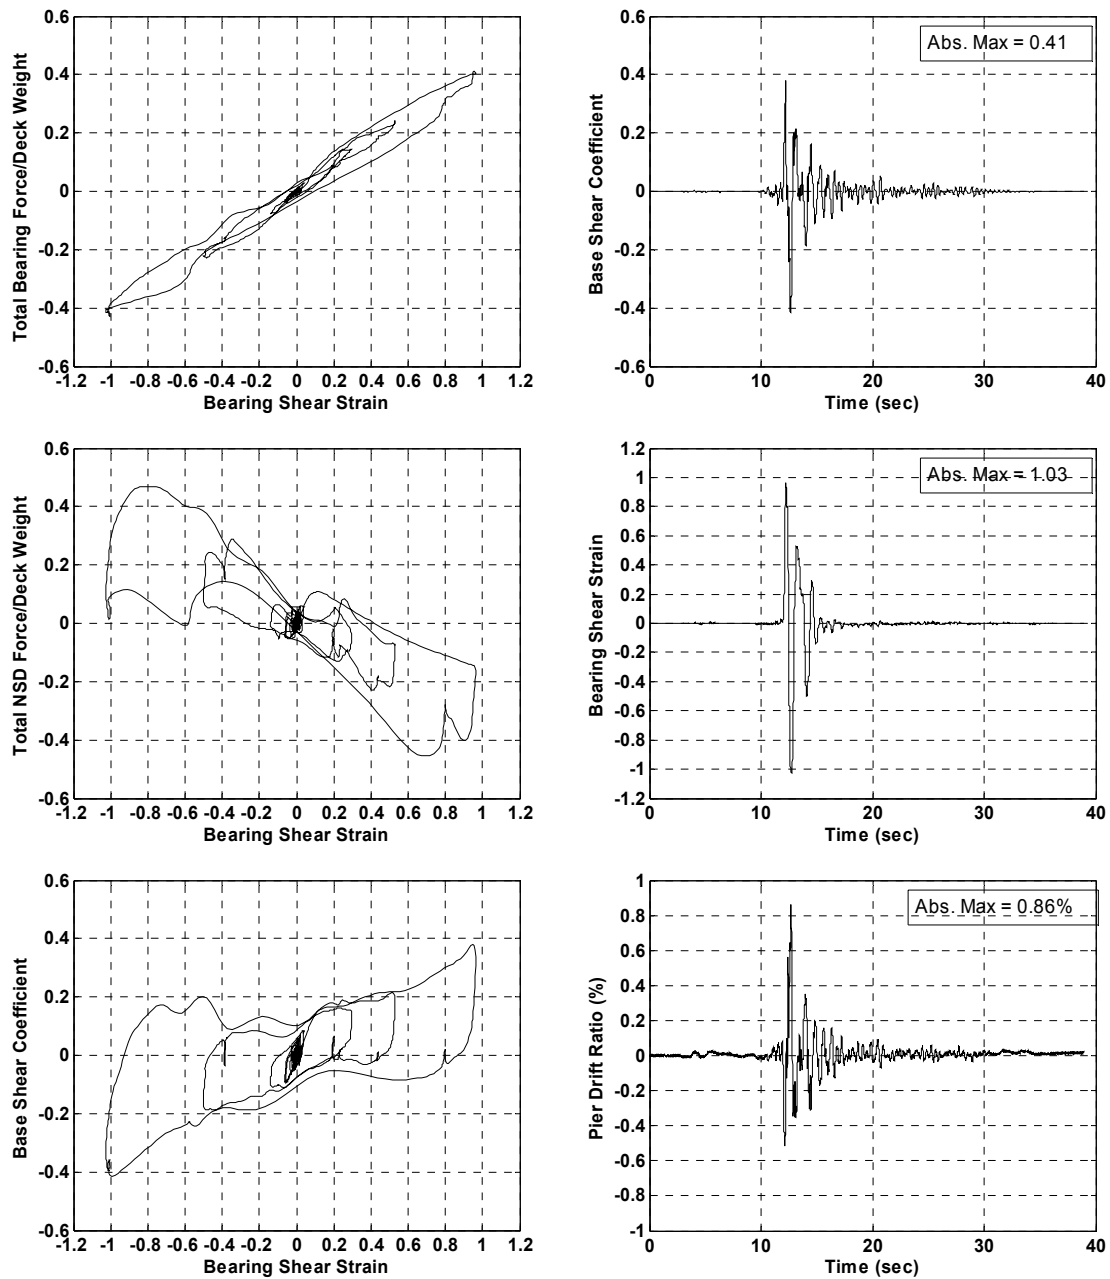 0.6
0.4
0.2
0
-0.2
-0.4
-0.6
Total Bearing Force/Deck Weight
-1.2 -1 -0.8 -0.6 -0.4 -0.2 0 0.2 0.4 0.6 0.8 1 1.2
Bearing Shear Strain
Abs. Max = 0.41
0.6
0.4
0.2
0
-0.2
-0.4
-0.6
Base Shear Coefficient
0 10 20 30 40
Time (sec)
0.6
0.4
0.2
0
-0.2
-0.4
-0.6
Total NSD Force/Deck Weight
-1.2 -1 -0.8 -0.6 -0.4 -0.2 0 0.2 0.4 0.6 0.8 1 1.2
Bearing Shear Strain
Abs. Max = 1.03
1.2
1
0.8
0.6
0.4
0.2
0
-0.2
-0.4
-0.6
-0.8
-1
-1.2
Bearing Shear Strain
0 10 20 30 40
Time (sec)
0.6
0.4
0.2
0
-0.2
-0.4
-0.6
Base Shear Coefficient
-1.2 -1 -0.8 -0.6 -0.4 -0.2 0 0.2 0.4 0.6 0.8 1 1.2
Bearing Shear Strain
Abs. Max = 0.86%
1
0.8
0.6
0.4
0.2
0
-0.2
-0.4
-0.6
-0.8
-1
Pier Drift Ratio (%)
0 10 20 30 40
Time (sec)